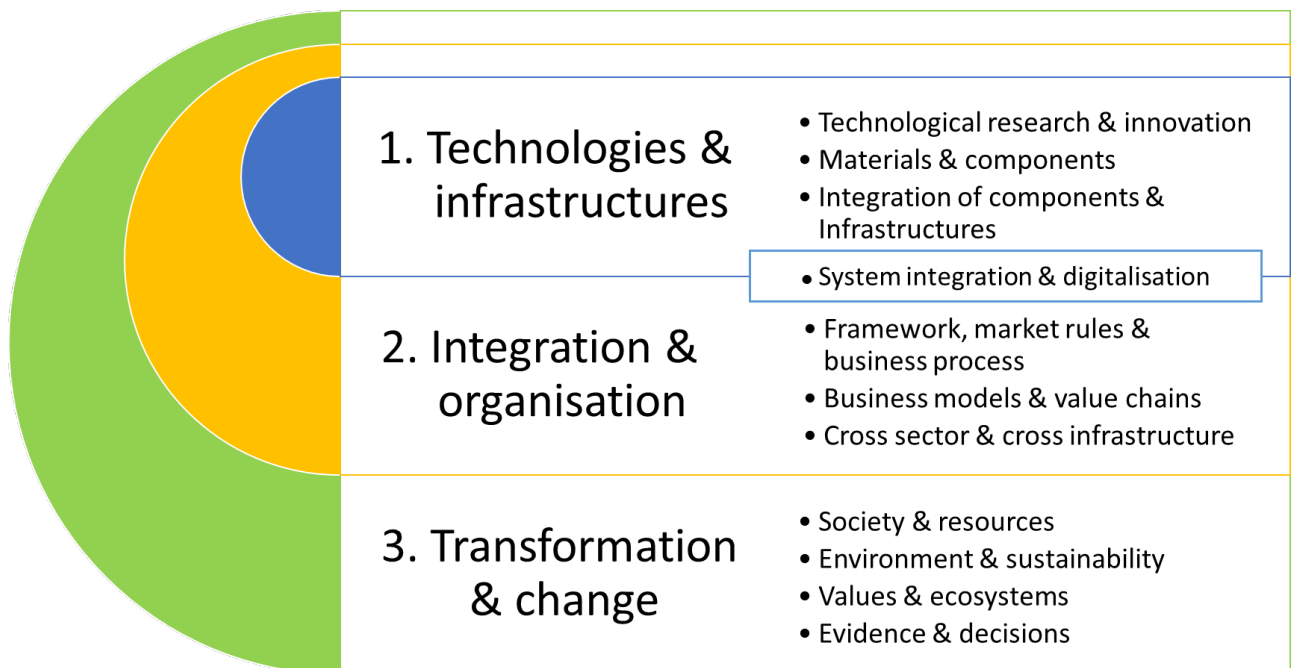 1. Technologies &
infrastructures
• Technological research & innovation
• Materials & components
• Integration of components &
Infrastructures
• System integration & digitalisation
2. Integration &
organisation
• Framework, market rules &
business process
• Business models & value chains
• Cross sector & cross infrastructure
3. Transformation
& change
• Society & resources
• Environment & sustainability
• Values & ecosystems
• Evidence & decisions